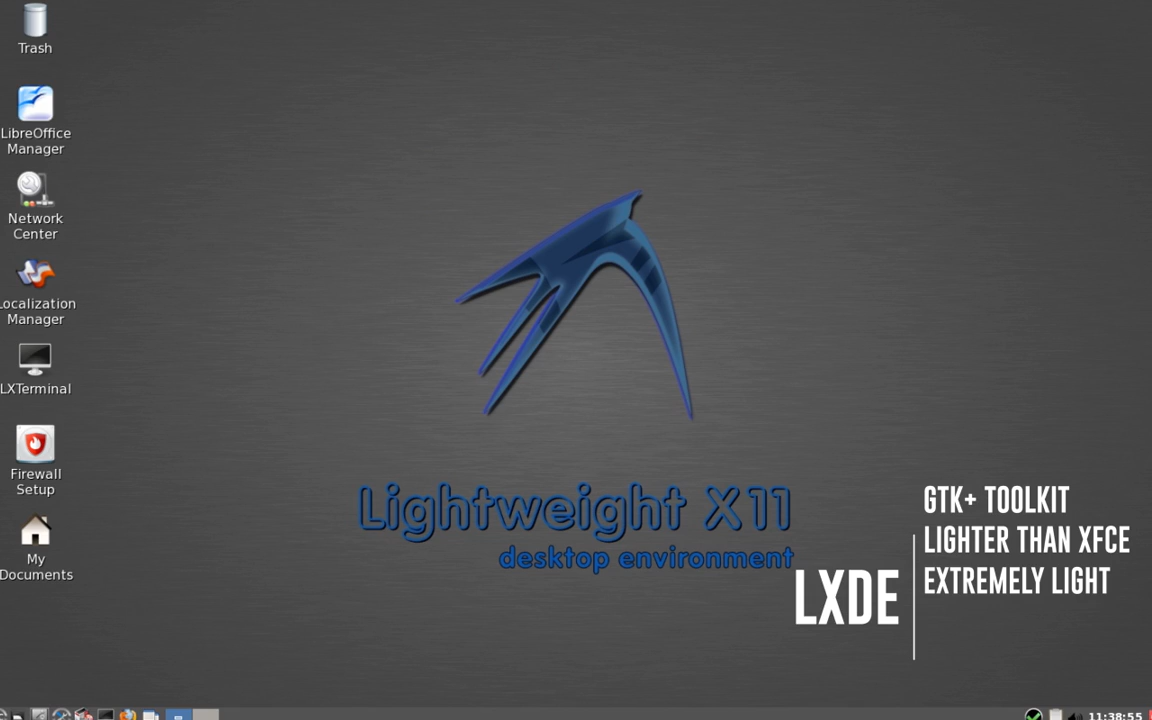 Trash
LibreOffice
Manager
Network
Center
Localization
Manager
LXTerminal
Firewall
Setup
My
Documents
Lightweight X11
desktop environment
LXDE
GTK+ TOOLKIT
LIGHTER THAN XFCE
EXTREMELY LIGHT
11:38:55